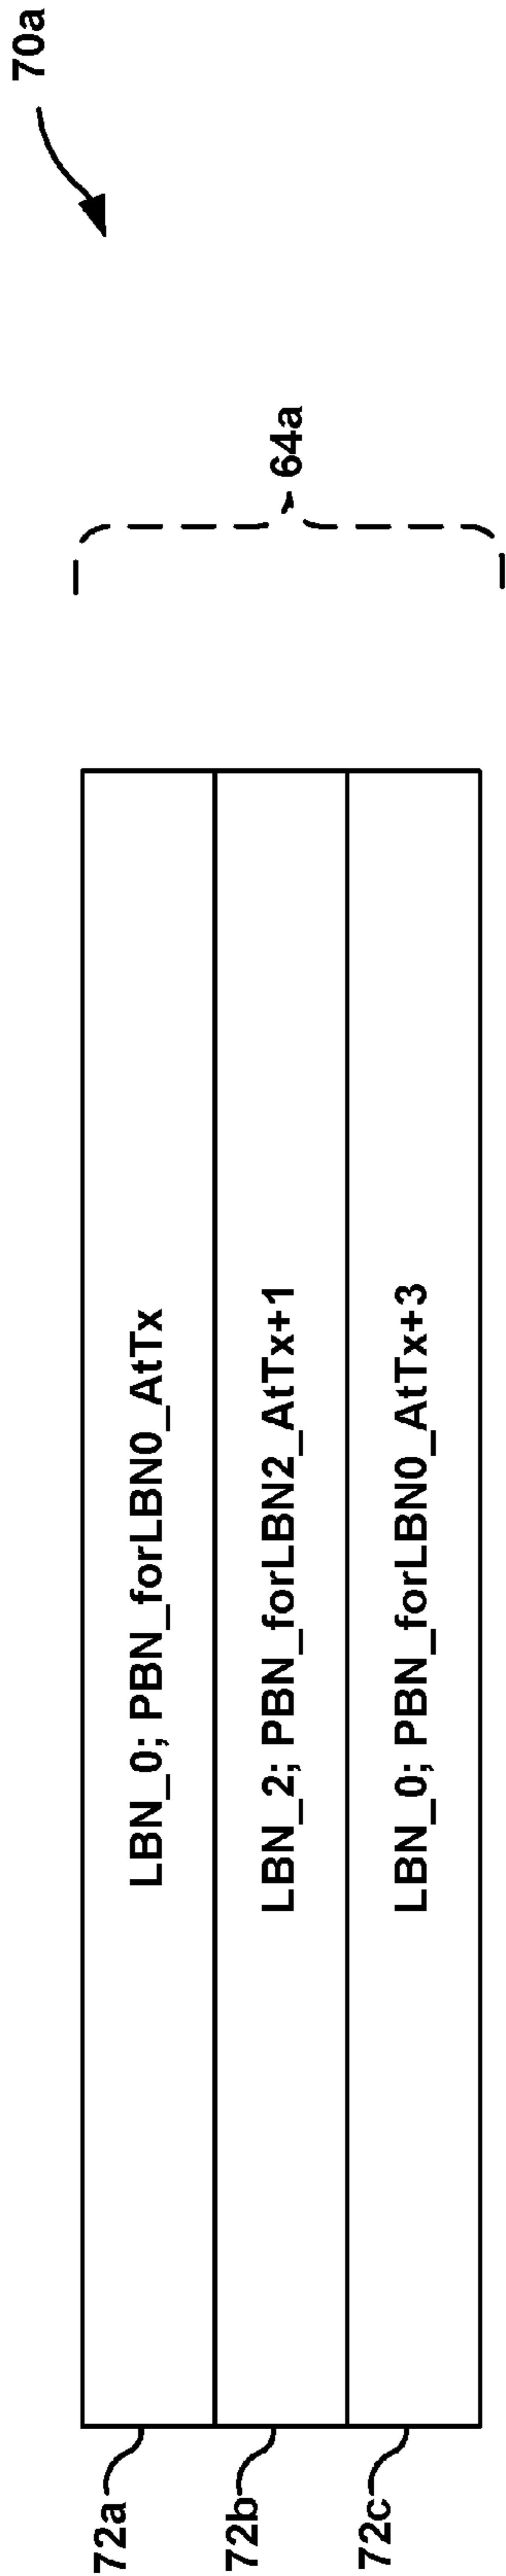 70a
64a
72a
LBN_0; PBN_forLBN0_AtTx
72b
LBN_2; PBN_forLBN2_AtTx+1
72c
LBN_0; PBN_forLBN0_AtTx+3